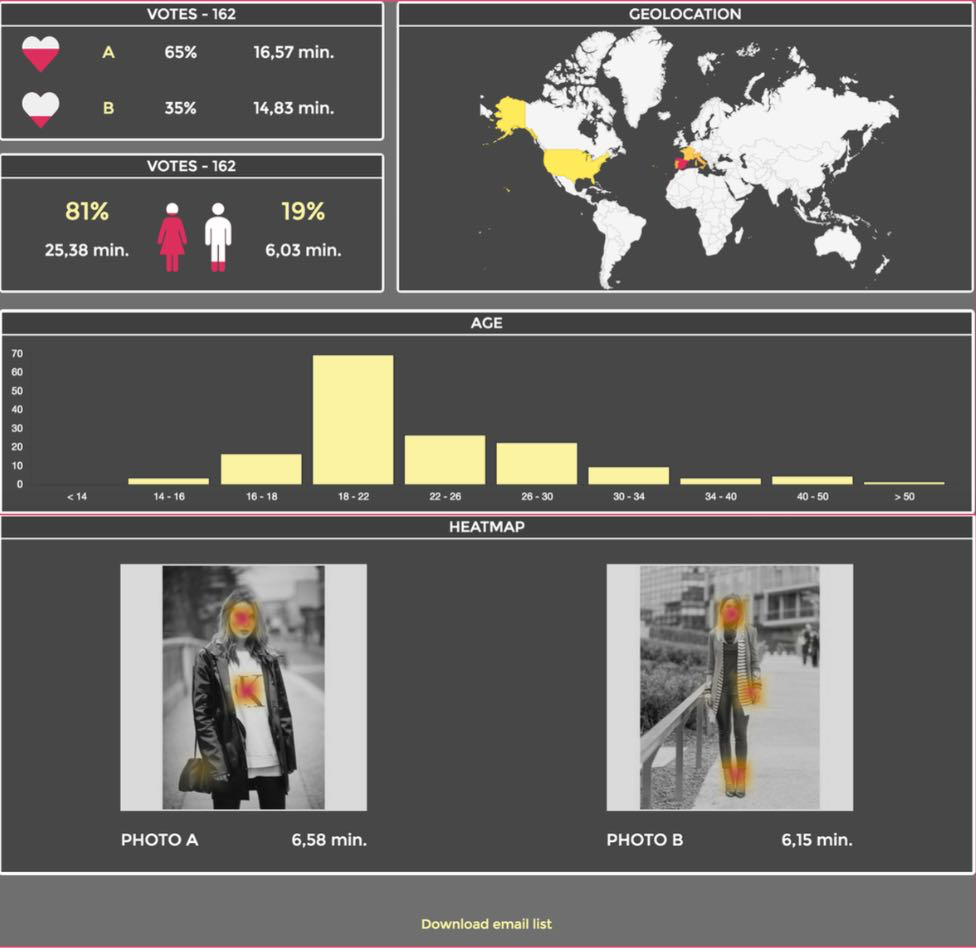 VOTES - 162
A 65% 16,57 min.
B 35% 14,83 min.
VOTES - 162
81% 19%
25,38 min. 6,03 min.
GEOLOCATION
AGE
70
60
50
40
30
20
10
0
< 14 14 - 16 16 - 18 18 - 22 22 - 26 26 - 30 30 - 34 34 - 40 40 - 50 > 50
HEATMAP
K
PHOTO A 6,58 min.
PHOTO B 6,15 min.
Download email list